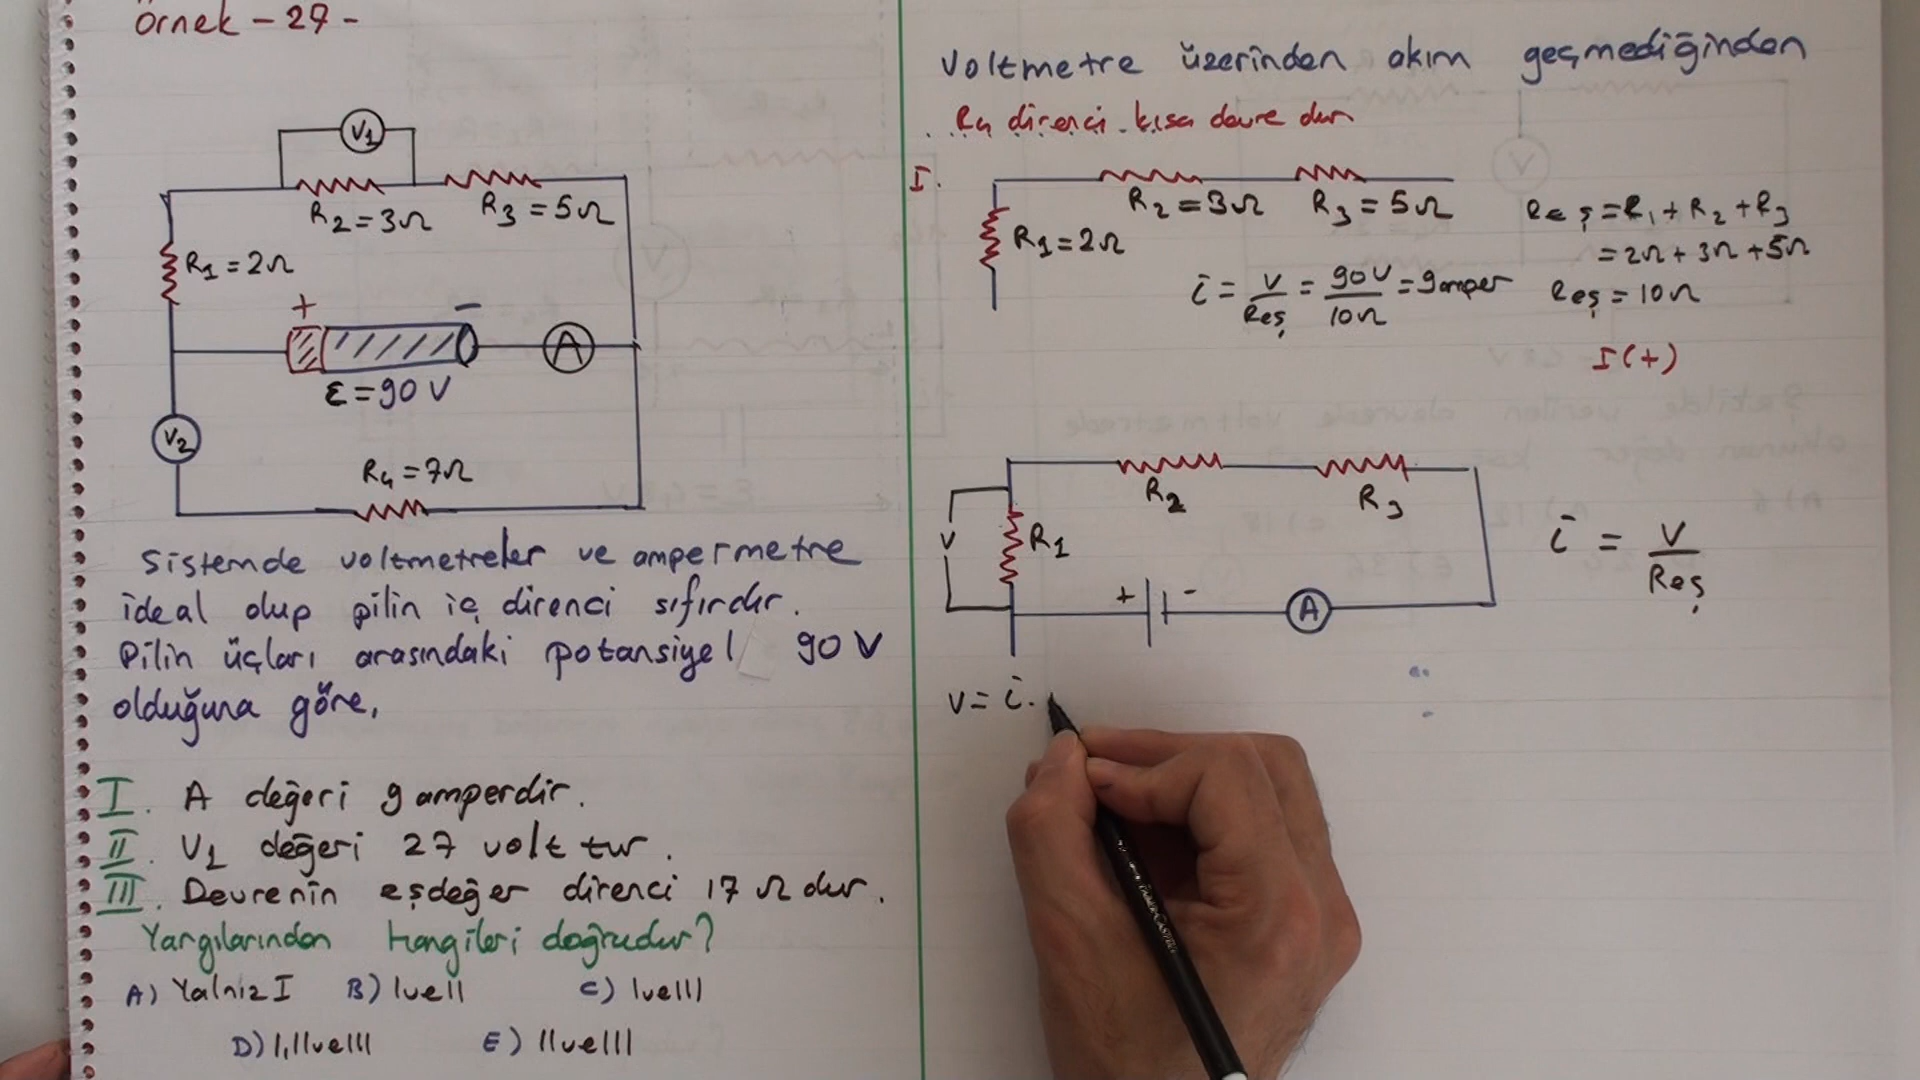 Örnek - 27 -
V1
R2 = 3Ω
R3 = 5Ω
R1 = 2Ω
+ -
A
ε = 90 V
V2
R4 = 7Ω
Sistemde voltmetreler ve ampermetre
ideal olup pilin iç direnci sıfırdır.
Pilin üçları arasındaki potansiyel 90 V
olduğuna göre,
I. A değeri 9 amperdir.
II. V1 değeri 27 volt tur.
III. Devrenin eşdeğer direnci 17 Ω dur.
Yargılarından hangileri doğrudur?
A) Yalnız I B) I ve II C) I ve III
D) I, II ve III E) II ve III
Voltmetre üzerinden akım geçmediğinden
R4 direnci kısa devre dur
I.
R2 = 3Ω R3 = 5Ω
R1 = 2Ω
Reş = R1 + R2 + R3
= 2Ω + 3Ω + 5Ω
i = V/Reş = 90V/10Ω = 9 amper
Reş = 10Ω
I (+)
R2 R3
V R1
+ -
A
i = V/Reş
V = i.